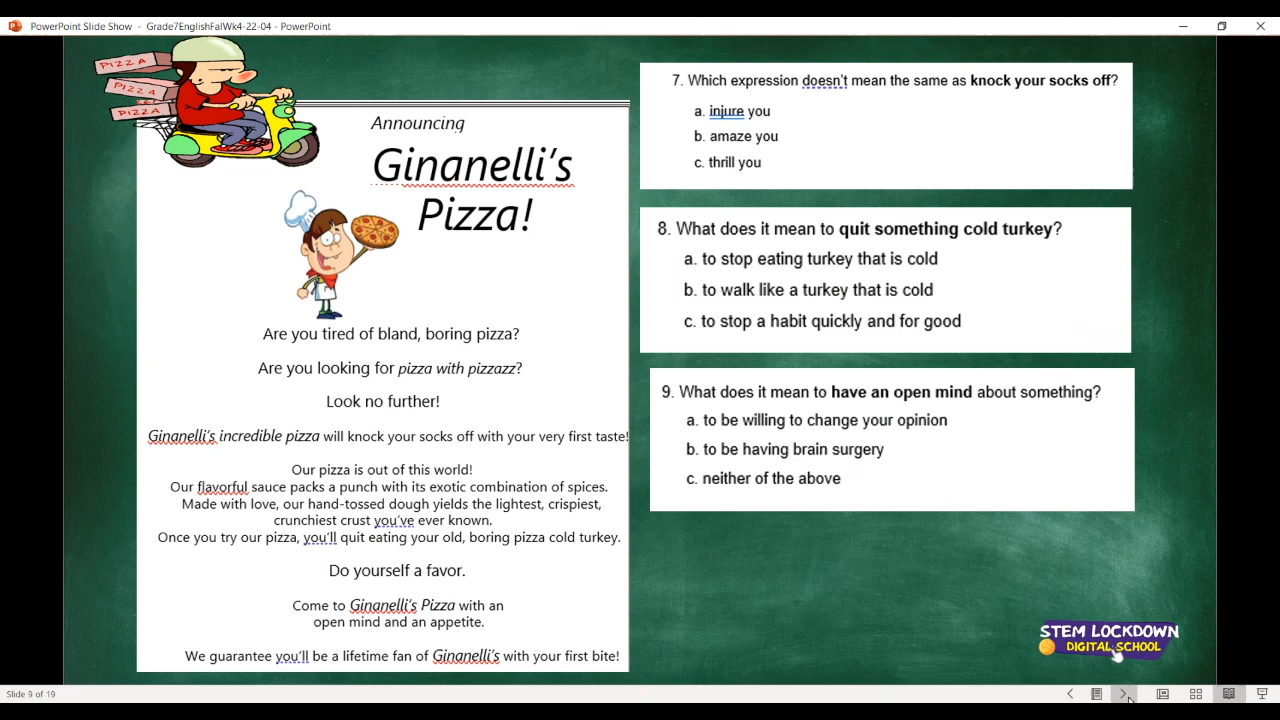 PowerPoint Slide Show - Grade7EnglishFalWk4-22-04 - PowerPoint
PIZZA
PIZZA
PIZZA
Announcing
Ginanelli's
Pizza!
Are you tired of bland, boring pizza?
Are you looking for pizza with pizzazz?
Look no further!
Ginanelli's incredible pizza will knock your socks off with your very first taste!
Our pizza is out of this world!
Our flavorful sauce packs a punch with its exotic combination of spices.
Made with love, our hand-tossed dough yields the lightest, crispiest,
crunchiest crust you've ever known.
Once you try our pizza, you'll quit eating your old, boring pizza cold turkey.
Do yourself a favor.
Come to Ginanelli's Pizza with an
open mind and an appetite.
We guarantee you'll be a lifetime fan of Ginanelli's with your first bite!
7. Which expression doesn't mean the same as knock your socks off?
a. injure you
b. amaze you
c. thrill you
8. What does it mean to quit something cold turkey?
a. to stop eating turkey that is cold
b. to walk like a turkey that is cold
c. to stop a habit quickly and for good
9. What does it mean to have an open mind about something?
a. to be willing to change your opinion
b. to be having brain surgery
c. neither of the above
STEM LOCKDOWN
DIGITAL SCHOOL
Slide 9 of 19